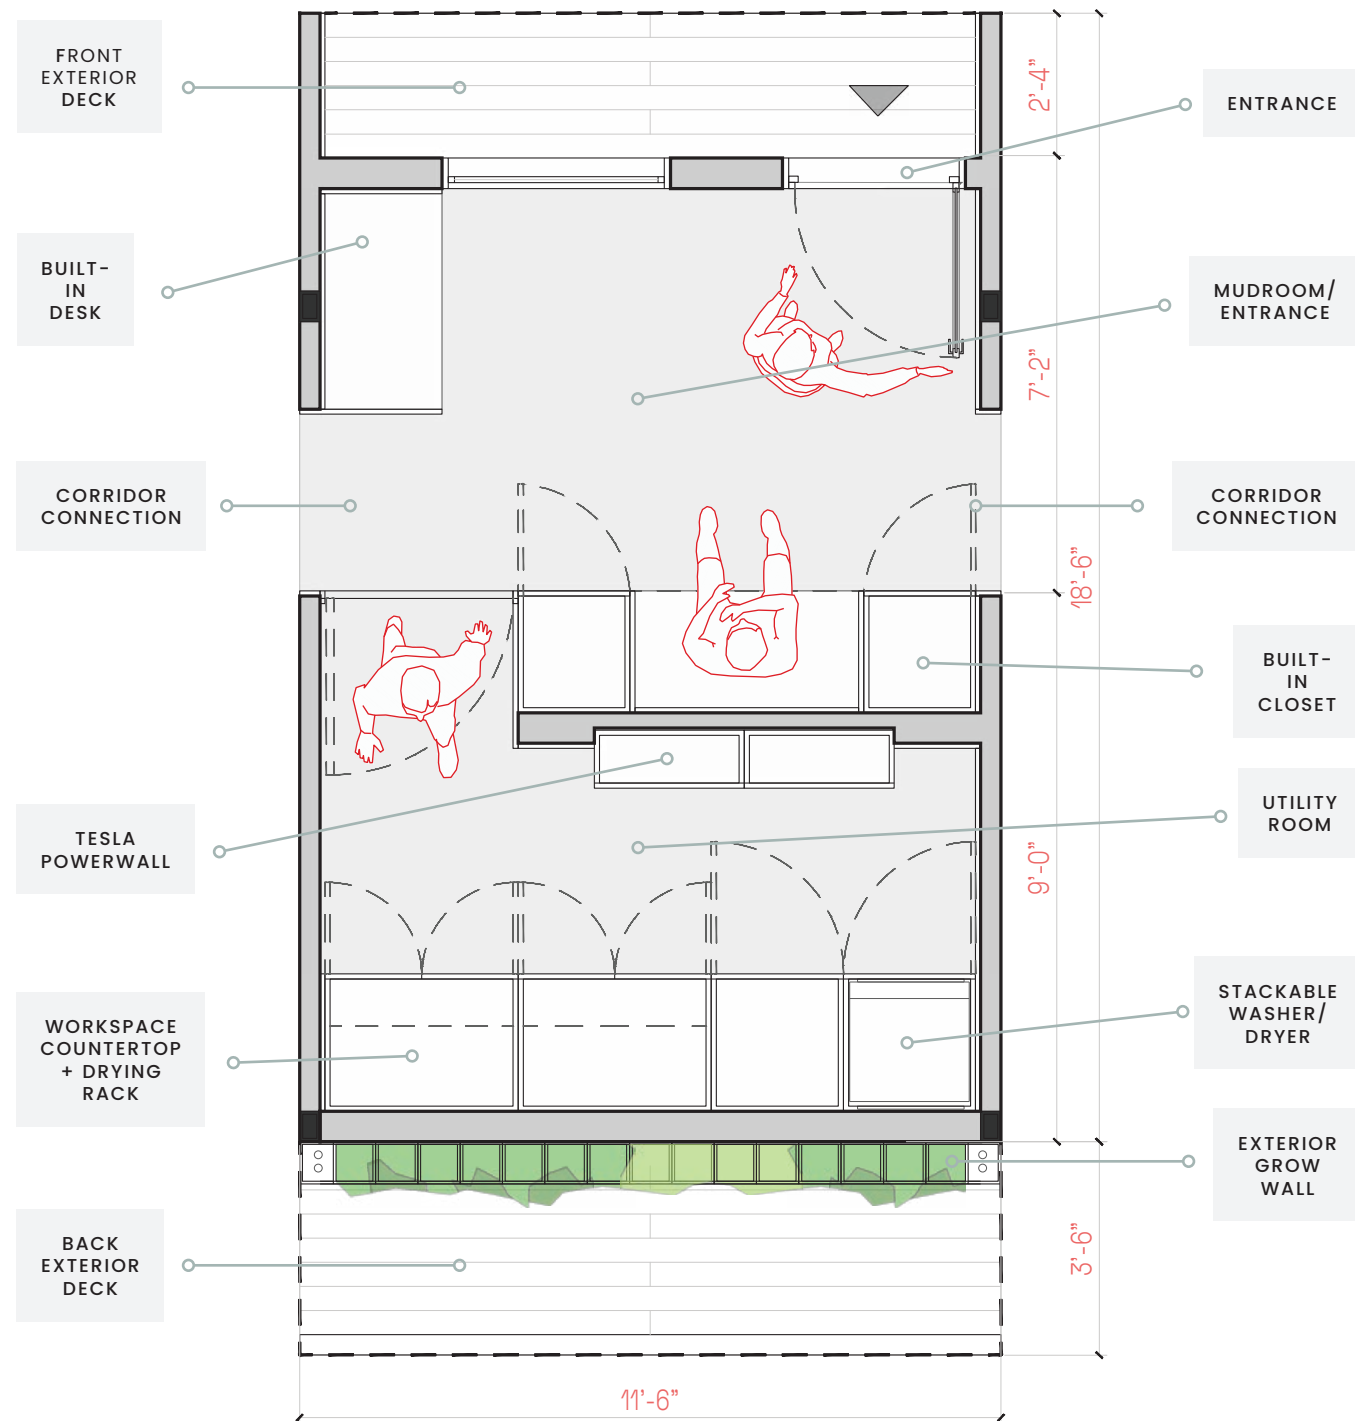 FRONT
EXTERIOR
DECK
2'-4"
ENTRANCE
BUILT-
IN
DESK
MUDROOM/
ENTRANCE
7'-2"
CORRIDOR
CONNECTION
CORRIDOR
CONNECTION
18'-6"
BUILT-
IN
CLOSET
TESLA
POWERWALL
UTILITY
ROOM
9'-0"
WORKSPACE
COUNTERTOP
+ DRYING
RACK
STACKABLE
WASHER/
DRYER
EXTERIOR
GROW
WALL
BACK
EXTERIOR
DECK
3'-6"
11'-6"